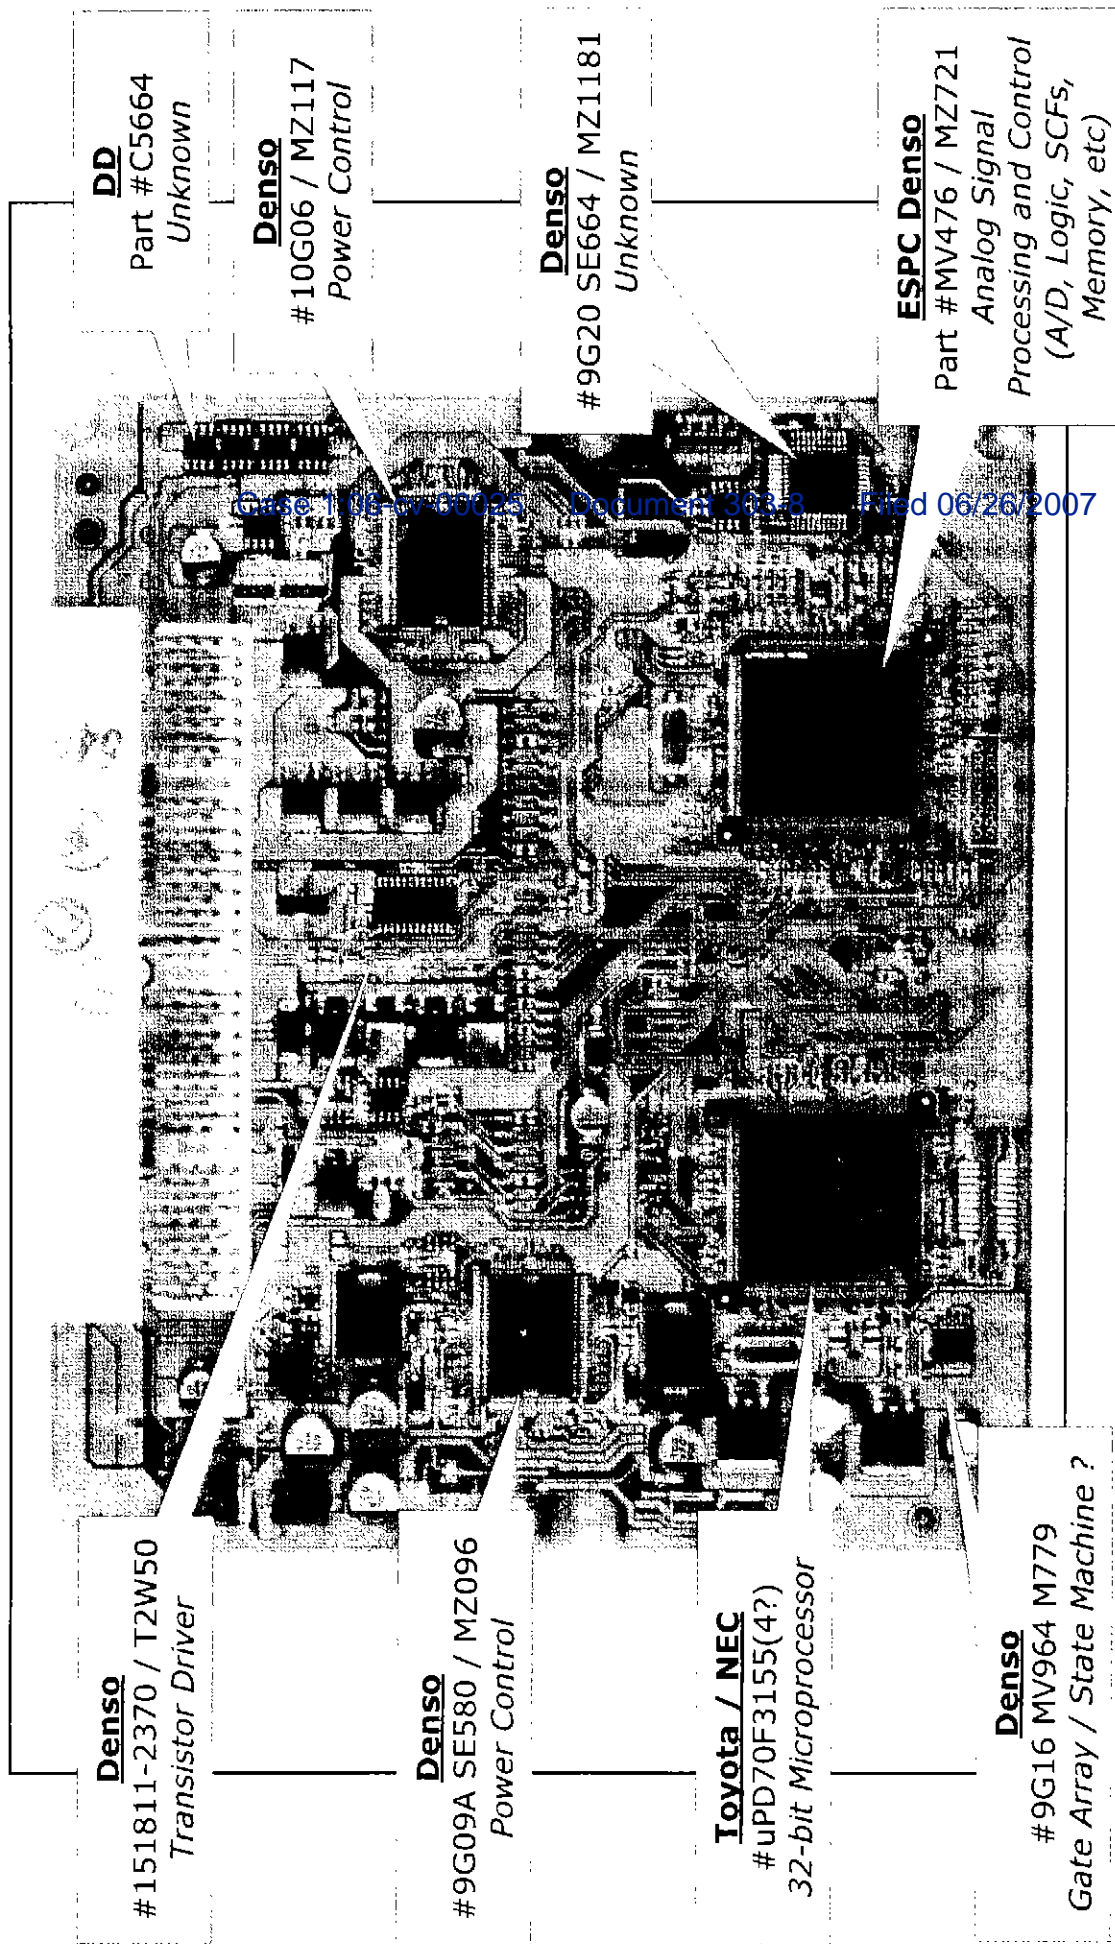 DD
Part #C5664
Unknown
Denso
#10G06 / MZ117
Power Control
Denso
#9G20 SE664 / MZ1181
Unknown
ESPC Denso
Part #MV476 / MZ721
Analog Signal
Processing and Control
(A/D, Logic, SCFs,
Memory, etc)
Denso
#151811-2370 / T2W50
Transistor Driver
Denso
#9G09A SE580 / MZ096
Power Control
Toyota / NEC
#uPD70F3155(4?)
32-bit Microprocessor
Denso
#9G16 MV964 M779
Gate Array / State Machine ?
Case 1:06-cv-00025 Document 303-8 Filed 06/26/2007